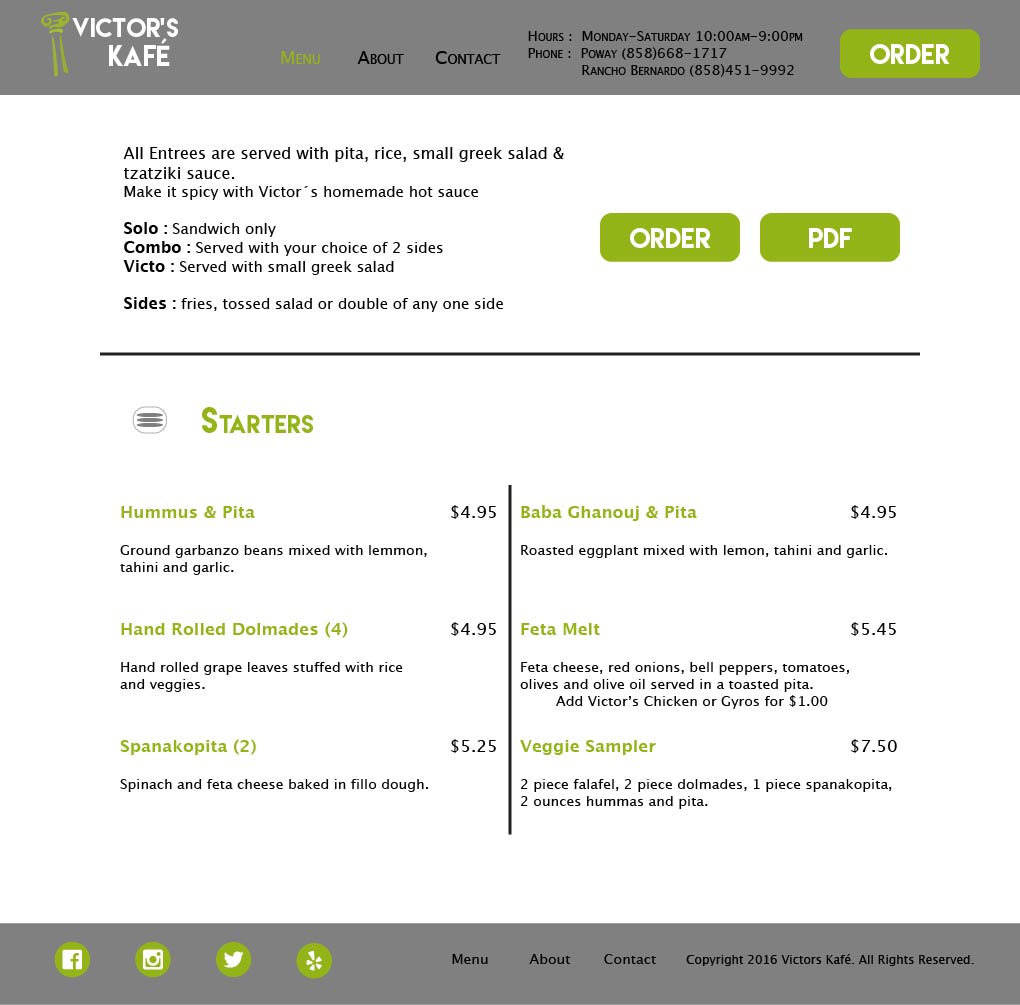 VICTOR'S
KAFÉ
Menu About Contact
Hours : Monday-Saturday 10:00am-9:00pm
Phone : Poway (858)668-1717
Rancho Bernardo (858)451-9992
ORDER
All Entrees are served with pita, rice, small greek salad &
tzatziki sauce.
Make it spicy with Victor´s homemade hot sauce
Solo : Sandwich only
Combo : Served with your choice of 2 sides
Victo : Served with small greek salad
Sides : fries, tossed salad or double of any one side
ORDER
PDF
Starters
Hummus & Pita $4.95
Ground garbanzo beans mixed with lemmon,
tahini and garlic.
Baba Ghanouj & Pita $4.95
Roasted eggplant mixed with lemon, tahini and garlic.
Hand Rolled Dolmades (4) $4.95
Hand rolled grape leaves stuffed with rice
and veggies.
Feta Melt $5.45
Feta cheese, red onions, bell peppers, tomatoes,
olives and olive oil served in a toasted pita.
Add Victor's Chicken or Gyros for $1.00
Spanakopita (2) $5.25
Spinach and feta cheese baked in fillo dough.
Veggie Sampler $7.50
2 piece falafel, 2 piece dolmades, 1 piece spanakopita,
2 ounces hummas and pita.
Menu About Contact Copyright 2016 Victors Kafé. All Rights Reserved.